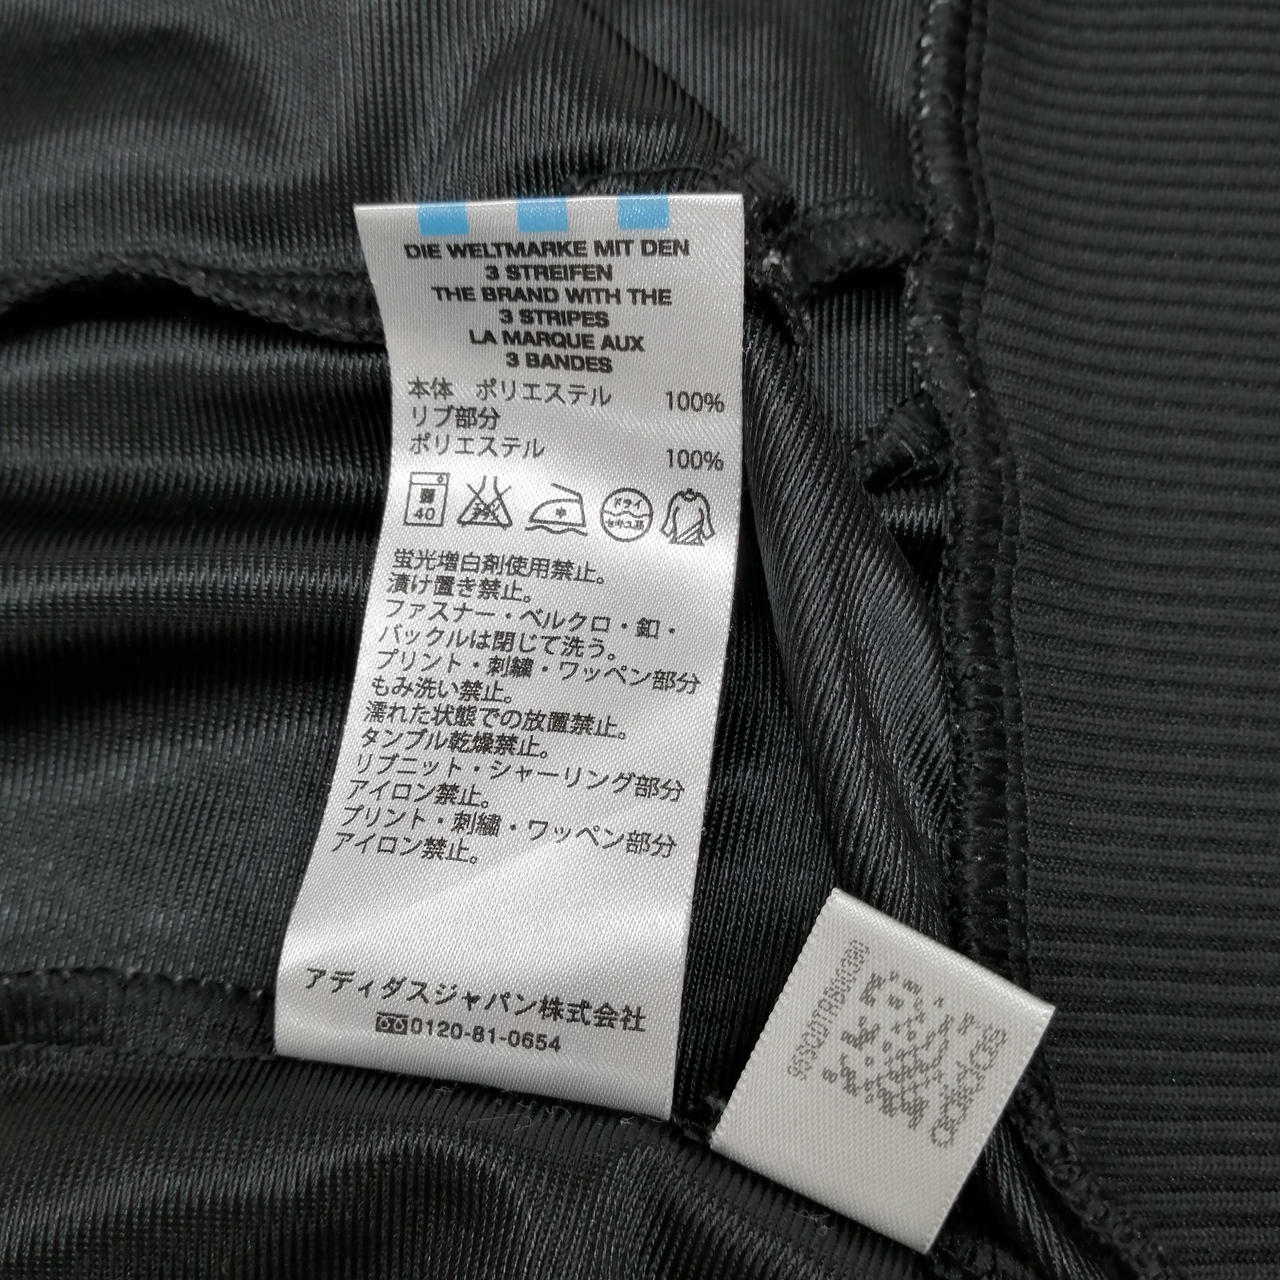 DIE WELTMARKE MIT DEN
3 STREIFEN
THE BRAND WITH THE
3 STRIPES
LA MARQUE AUX
3 BANDES
本体　ポリエステル　100%
リブ部分
ポリエステル　100%
弱
40
ドライ
蛍光増白剤使用禁止。
漬け置き禁止。
ファスナー・ベルクロ・釦・
バックルは閉じて洗う。
プリント・刺繍・ワッペン部分
もみ洗い禁止。
濡れた状態での放置禁止。
タンブル乾燥禁止。
リブニット・シャーリング部分
アイロン禁止。
プリント・刺繍・ワッペン部分
アイロン禁止。
アディダスジャパン株式会社
0120-81-0654
adidas